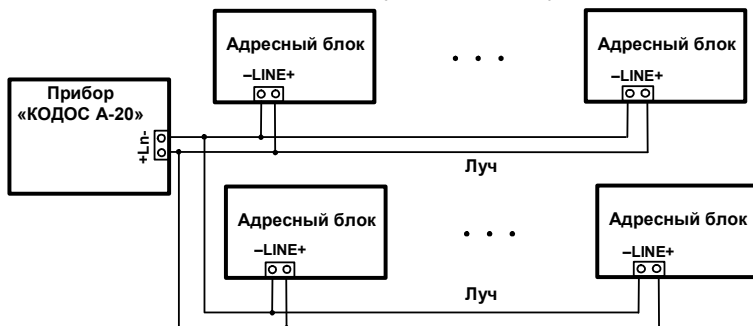 Адресный блок
–LINE+
. . .
Адресный блок
–LINE+
Прибор
«КОДОС А-20»
+Ln-
Луч
Адресный блок
–LINE+
. . .
Адресный блок
–LINE+
Луч